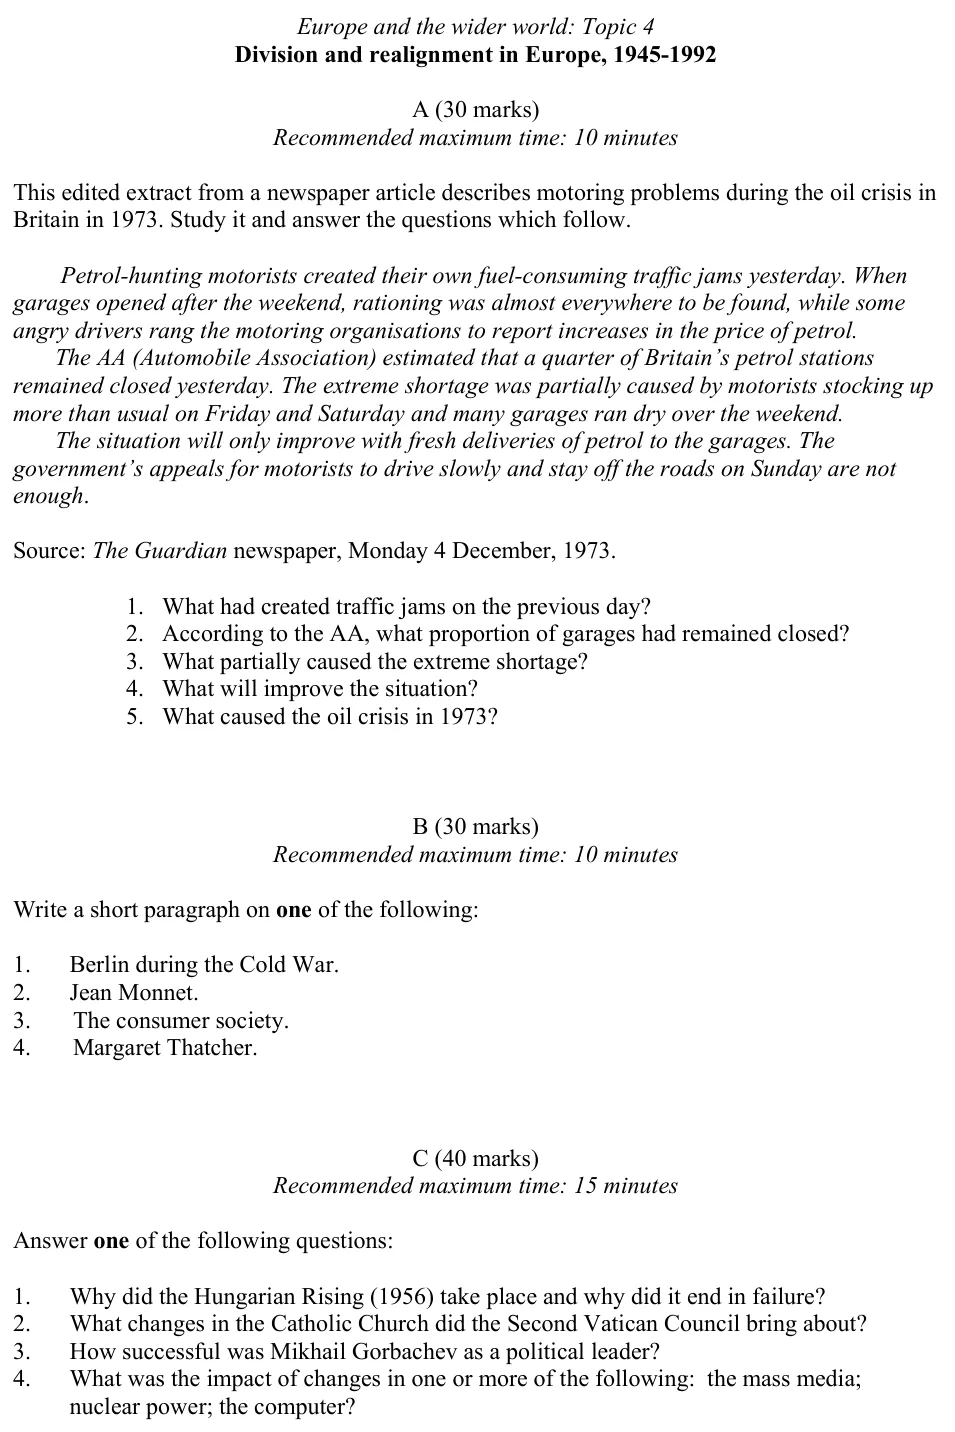 Europe and the wider world: Topic 4
Division and realignment in Europe, 1945-1992
A (30 marks)
Recommended maximum time: 10 minutes
This edited extract from a newspaper article describes motoring problems during the oil crisis in
Britain in 1973. Study it and answer the questions which follow.
Petrol-hunting motorists created their own fuel-consuming traffic jams yesterday. When
garages opened after the weekend, rationing was almost everywhere to be found, while some
angry drivers rang the motoring organisations to report increases in the price of petrol.
The AA (Automobile Association) estimated that a quarter of Britain's petrol stations
remained closed yesterday. The extreme shortage was partially caused by motorists stocking up
more than usual on Friday and Saturday and many garages ran dry over the weekend.
The situation will only improve with fresh deliveries of petrol to the garages. The
government's appeals for motorists to drive slowly and stay off the roads on Sunday are not
enough.
Source: The Guardian newspaper, Monday 4 December, 1973.
1. What had created traffic jams on the previous day?
2. According to the AA, what proportion of garages had remained closed?
3. What partially caused the extreme shortage?
4. What will improve the situation?
5. What caused the oil crisis in 1973?
B (30 marks)
Recommended maximum time: 10 minutes
Write a short paragraph on one of the following:
1. Berlin during the Cold War.
2. Jean Monnet.
3. The consumer society.
4. Margaret Thatcher.
C (40 marks)
Recommended maximum time: 15 minutes
Answer one of the following questions:
1. Why did the Hungarian Rising (1956) take place and why did it end in failure?
2. What changes in the Catholic Church did the Second Vatican Council bring about?
3. How successful was Mikhail Gorbachev as a political leader?
4. What was the impact of changes in one or more of the following: the mass media;
nuclear power; the computer?